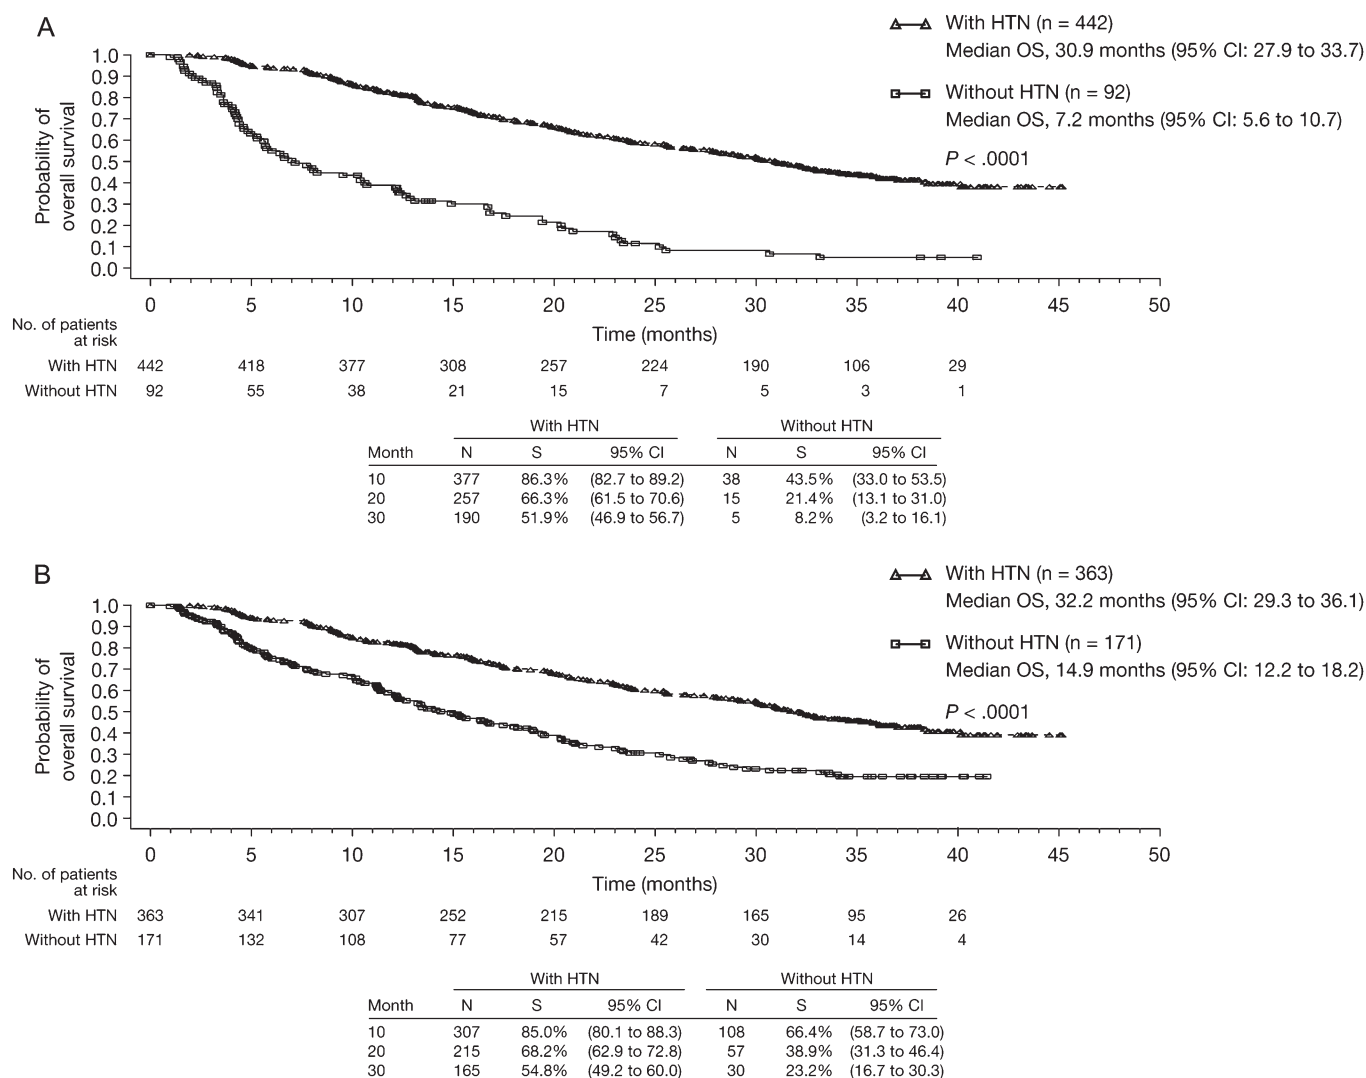 A
With HTN (n = 442)
Median OS, 30.9 months (95% CI: 27.9 to 33.7)
Without HTN (n = 92)
Median OS, 7.2 months (95% CI: 5.6 to 10.7)
P < .0001
Probability of
overall survival
1.0
0.9
0.8
0.7
0.6
0.5
0.4
0.3
0.2
0.1
0.0
0 5 10 15 20 25 30 35 40 45 50
Time (months)
No. of patients
at risk
With HTN 442 418 377 308 257 224 190 106 29
Without HTN 92 55 38 21 15 7 5 3 1
With HTN Without HTN
Month N S 95% CI N S 95% CI
10 377 86.3% (82.7 to 89.2) 38 43.5% (33.0 to 53.5)
20 257 66.3% (61.5 to 70.6) 15 21.4% (13.1 to 31.0)
30 190 51.9% (46.9 to 56.7) 5 8.2% (3.2 to 16.1)
B
With HTN (n = 363)
Median OS, 32.2 months (95% CI: 29.3 to 36.1)
Without HTN (n = 171)
Median OS, 14.9 months (95% CI: 12.2 to 18.2)
P < .0001
Probability of
overall survival
1.0
0.9
0.8
0.7
0.6
0.5
0.4
0.3
0.2
0.1
0.0
0 5 10 15 20 25 30 35 40 45 50
Time (months)
No. of patients
at risk
With HTN 363 341 307 252 215 189 165 95 26
Without HTN 171 132 108 77 57 42 30 14 4
With HTN Without HTN
Month N S 95% CI N S 95% CI
10 307 85.0% (80.1 to 88.3) 108 66.4% (58.7 to 73.0)
20 215 68.2% (62.9 to 72.8) 57 38.9% (31.3 to 46.4)
30 165 54.8% (49.2 to 60.0) 30 23.2% (16.7 to 30.3)